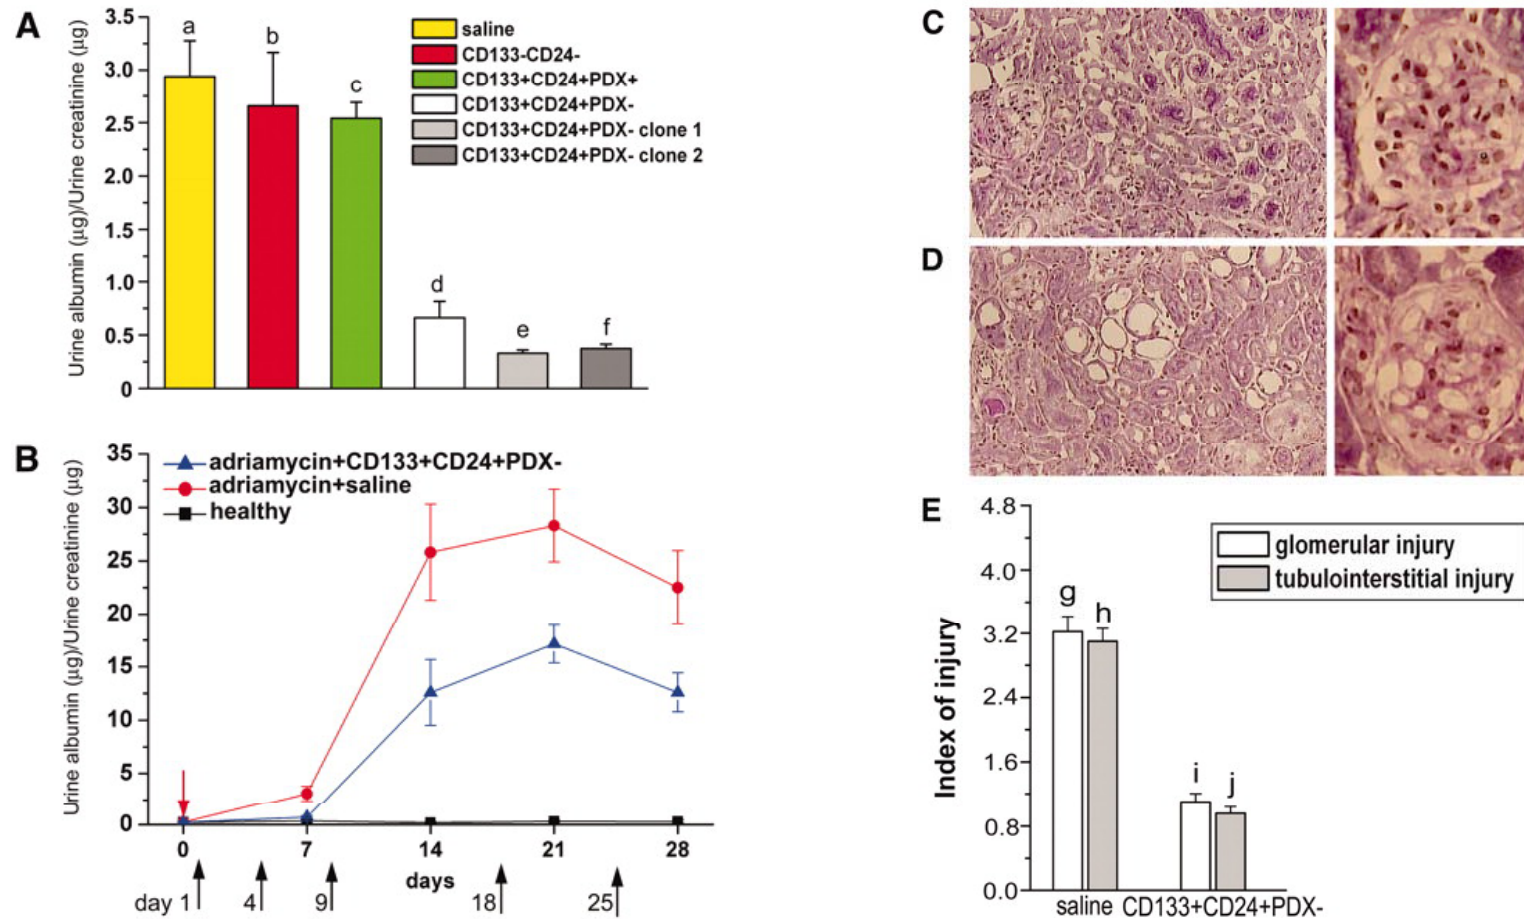 A
Urine albumin (µg)/Urine creatinine (µg)
3.5
3.0
2.5
2.0
1.5
1.0
0.5
0
a
b
c
d
e
f
saline
CD133-CD24-
CD133+CD24+PDX+
CD133+CD24+PDX-
CD133+CD24+PDX- clone 1
CD133+CD24+PDX- clone 2
B
Urine albumin (µg)/Urine creatinine (µg)
35
30
25
20
15
10
5
0
adriamycin+CD133+CD24+PDX-
adriamycin+saline
healthy
0 7 14 21 28
days
day 1 4 9 18 25
C
D
E
Index of injury
4.8
4.0
3.2
2.4
1.6
0.8
0.0
glomerular injury
tubulointerstitial injury
g
h
i
j
saline CD133+CD24+PDX-